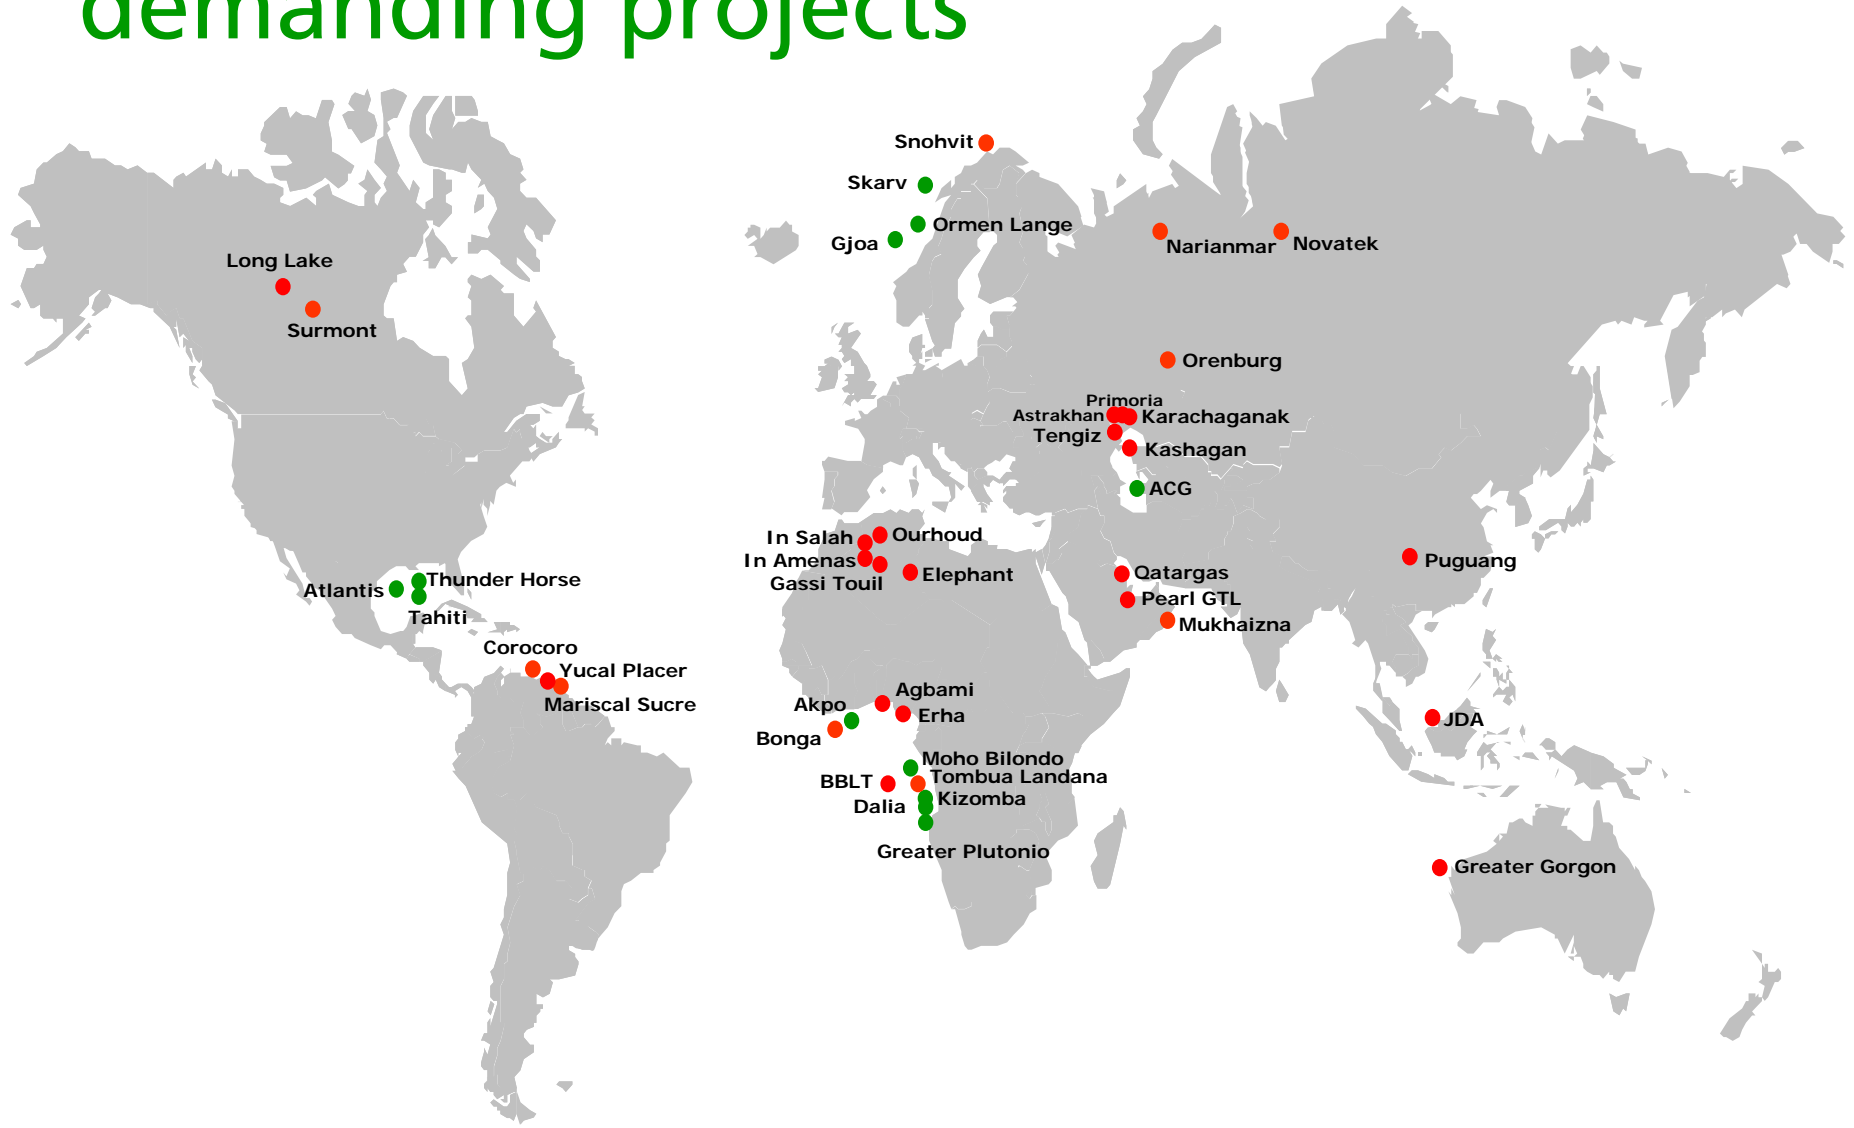 demanding projects
Snohvit
Skarv
Ormen Lange
Gjoa
Narianmar
Novatek
Long Lake
Surmont
Orenburg
Primoria
Astrakhan
Karachaganak
Tengiz
Kashagan
ACG
In Salah
Ourhoud
In Amenas
Gassi Touil
Elephant
Puguang
Qatargas
Pearl GTL
Mukhaizna
Thunder Horse
Atlantis
Tahiti
Corocoro
Yucal Placer
Mariscal Sucre
Agbami
Akpo
Erha
Bonga
JDA
Moho Bilondo
Tombua Landana
BBLT
Kizomba
Dalia
Greater Plutonio
Greater Gorgon